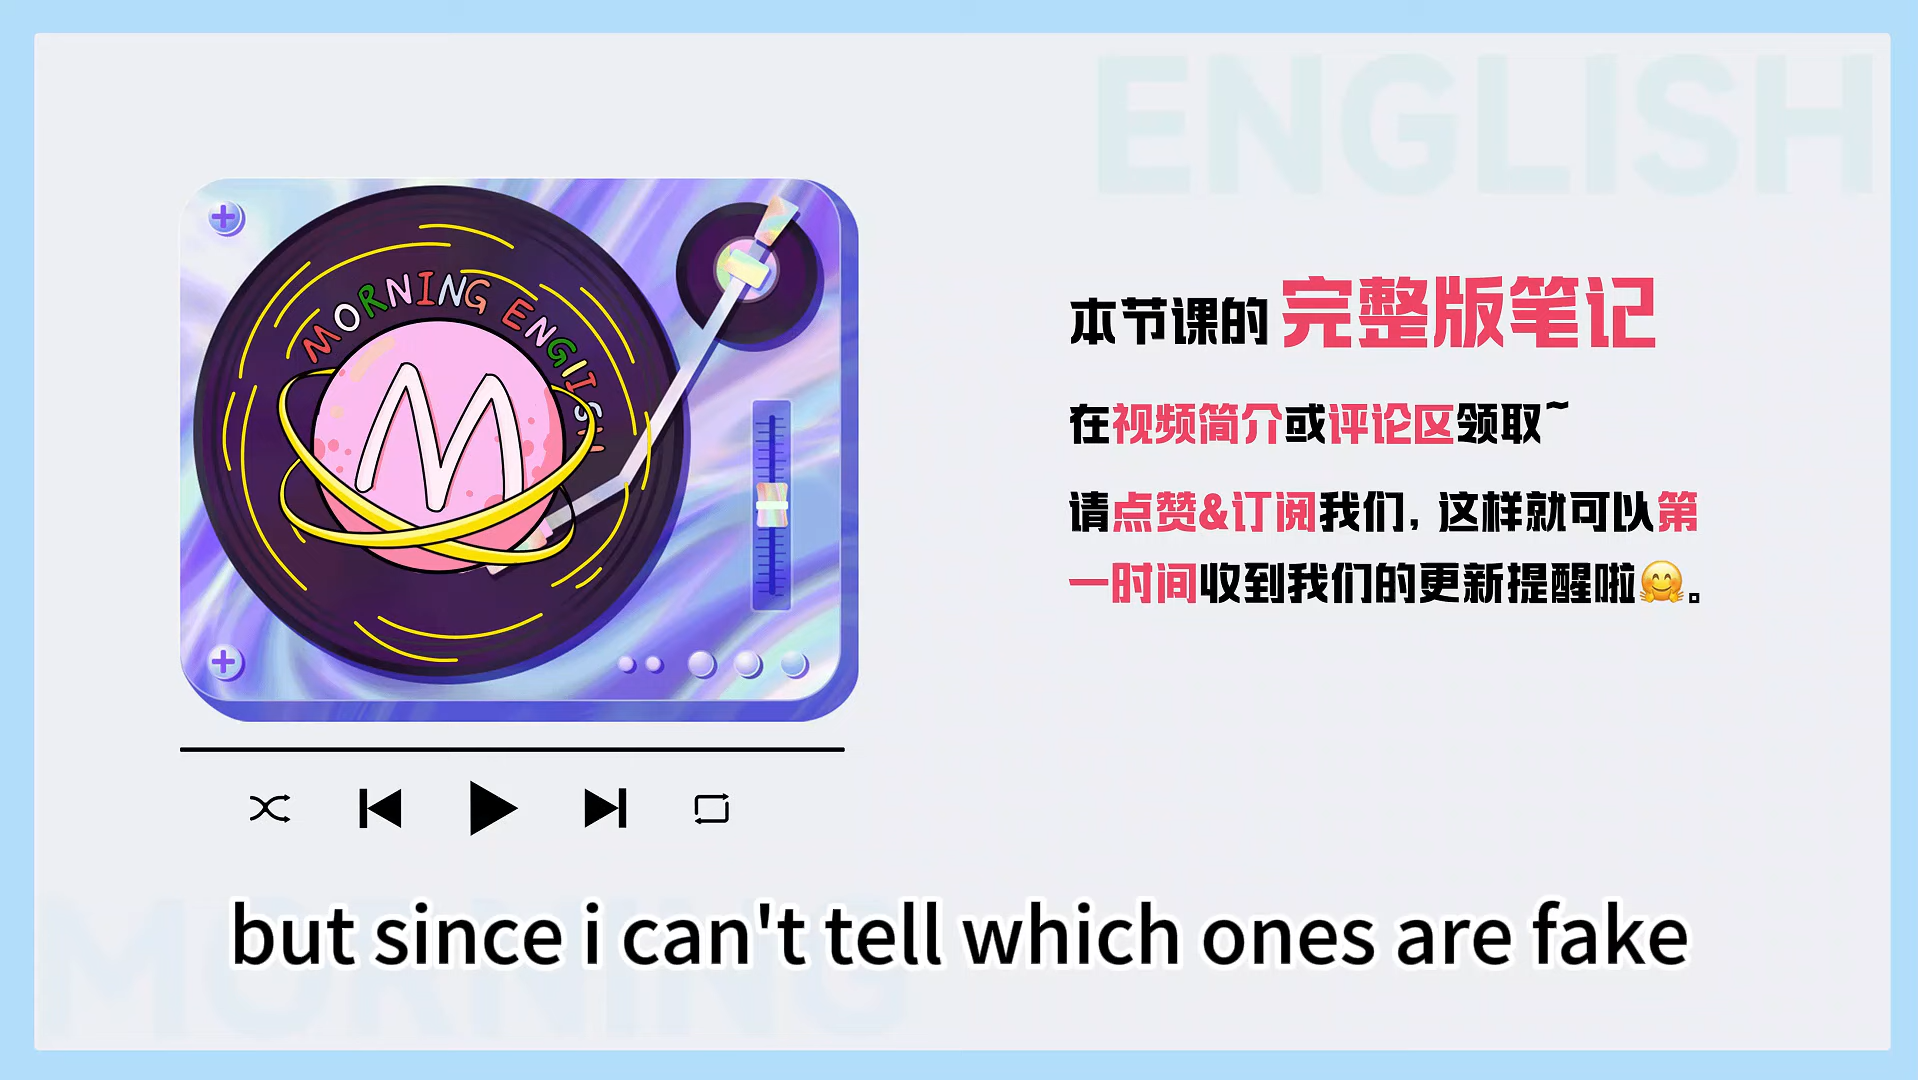 ENGLISH
MORNING ENGLISH
M
本节课的完整版笔记
在视频简介或评论区领取~
请点赞&订阅我们，这样就可以第
一时间收到我们的更新提醒啦🤗。
MORNING
but since i can't tell which ones are fake